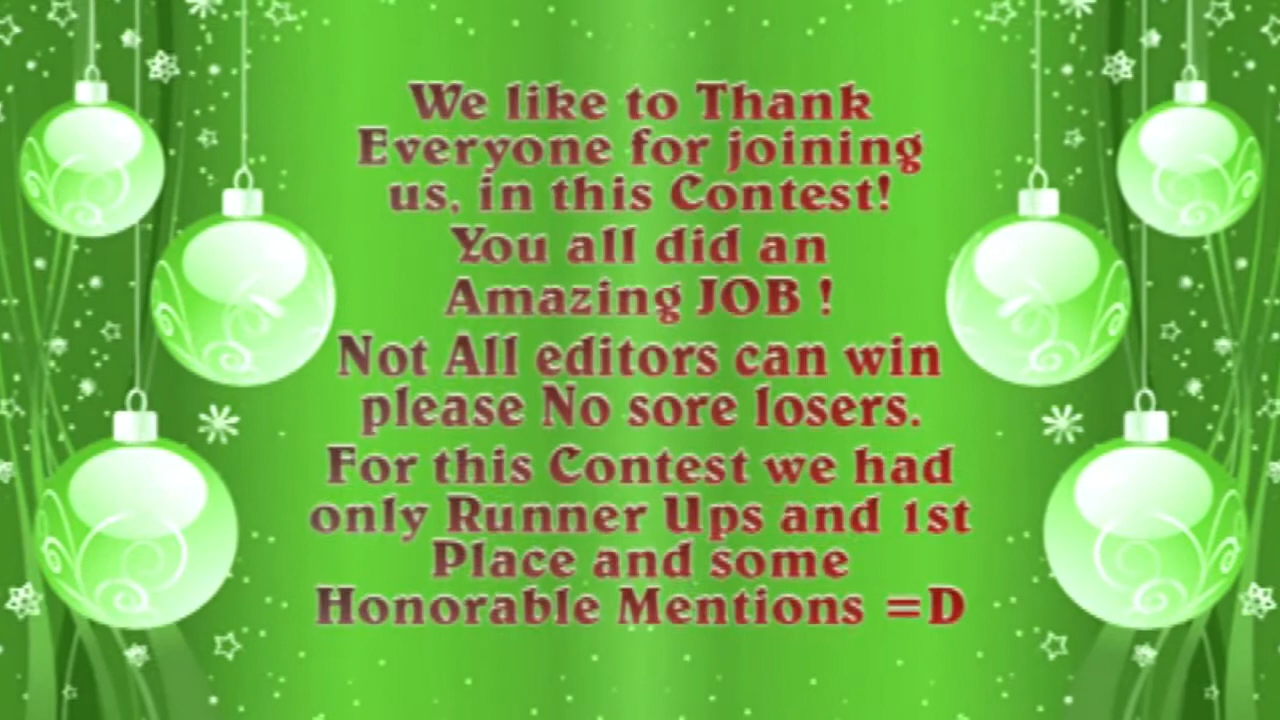 We like to Thank
Everyone for joining
us, in this Contest!
You all did an
Amazing JOB !
Not All editors can win
please No sore losers.
For this Contest we had
only Runner Ups and 1st
Place and some
Honorable Mentions =D